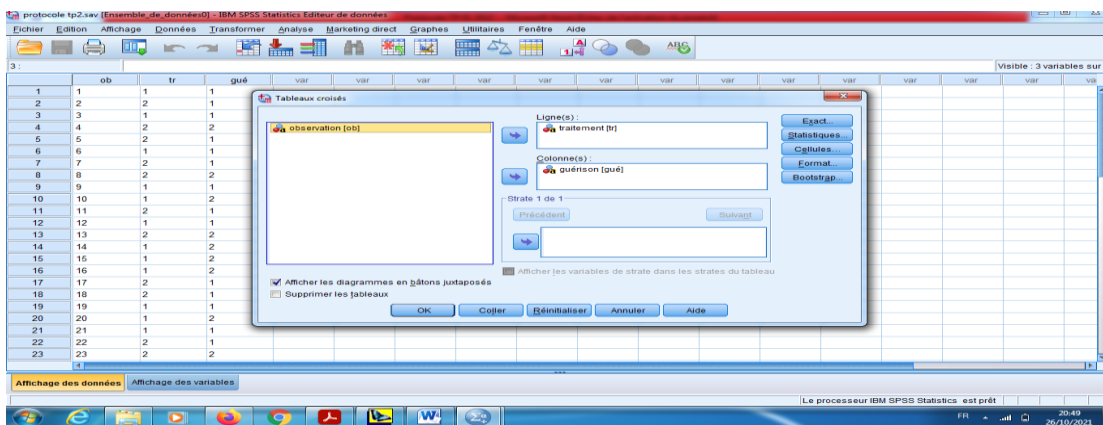 protocole tp2.sav [Ensemble_de_données0] - IBM SPSS Statistics Editeur de données
Fichier Edition Affichage Données Transformer Analyse Marketing direct Graphes Utilitaires Fenêtre Aide
3 : Visible : 3 variables sur
ob tr gué var var var var var var var var var var var var var va
1 1 1 1
2 2 2 1
3 3 1 1
4 4 2 2
5 5 2 1
6 6 1 1
7 7 2 1
8 8 2 2
9 9 1 1
10 10 1 2
11 11 2 1
12 12 1 1
13 13 2 2
14 14 1 2
15 15 1 2
16 16 1 2
17 17 2 1
18 18 2 1
19 19 1 1
20 20 1 2
21 21 1 1
22 22 2 1
23 23 2 2
Tableaux croisés
observation [ob]
Ligne(s) :
traitement [tr]
Colonne(s) :
guérison [gué]
Exact...
Statistiques...
Cellules...
Format...
Bootstrap...
Strate 1 de 1
Précédent Suivant
Afficher les variables de strate dans les strates du tableau
Afficher les diagrammes en bâtons juxtaposés
Supprimer les tableaux
OK Coller Réinitialiser Annuler Aide
Affichage des données Affichage des variables
Le processeur IBM SPSS Statistics est prêt
FR 20:49
26/10/2021